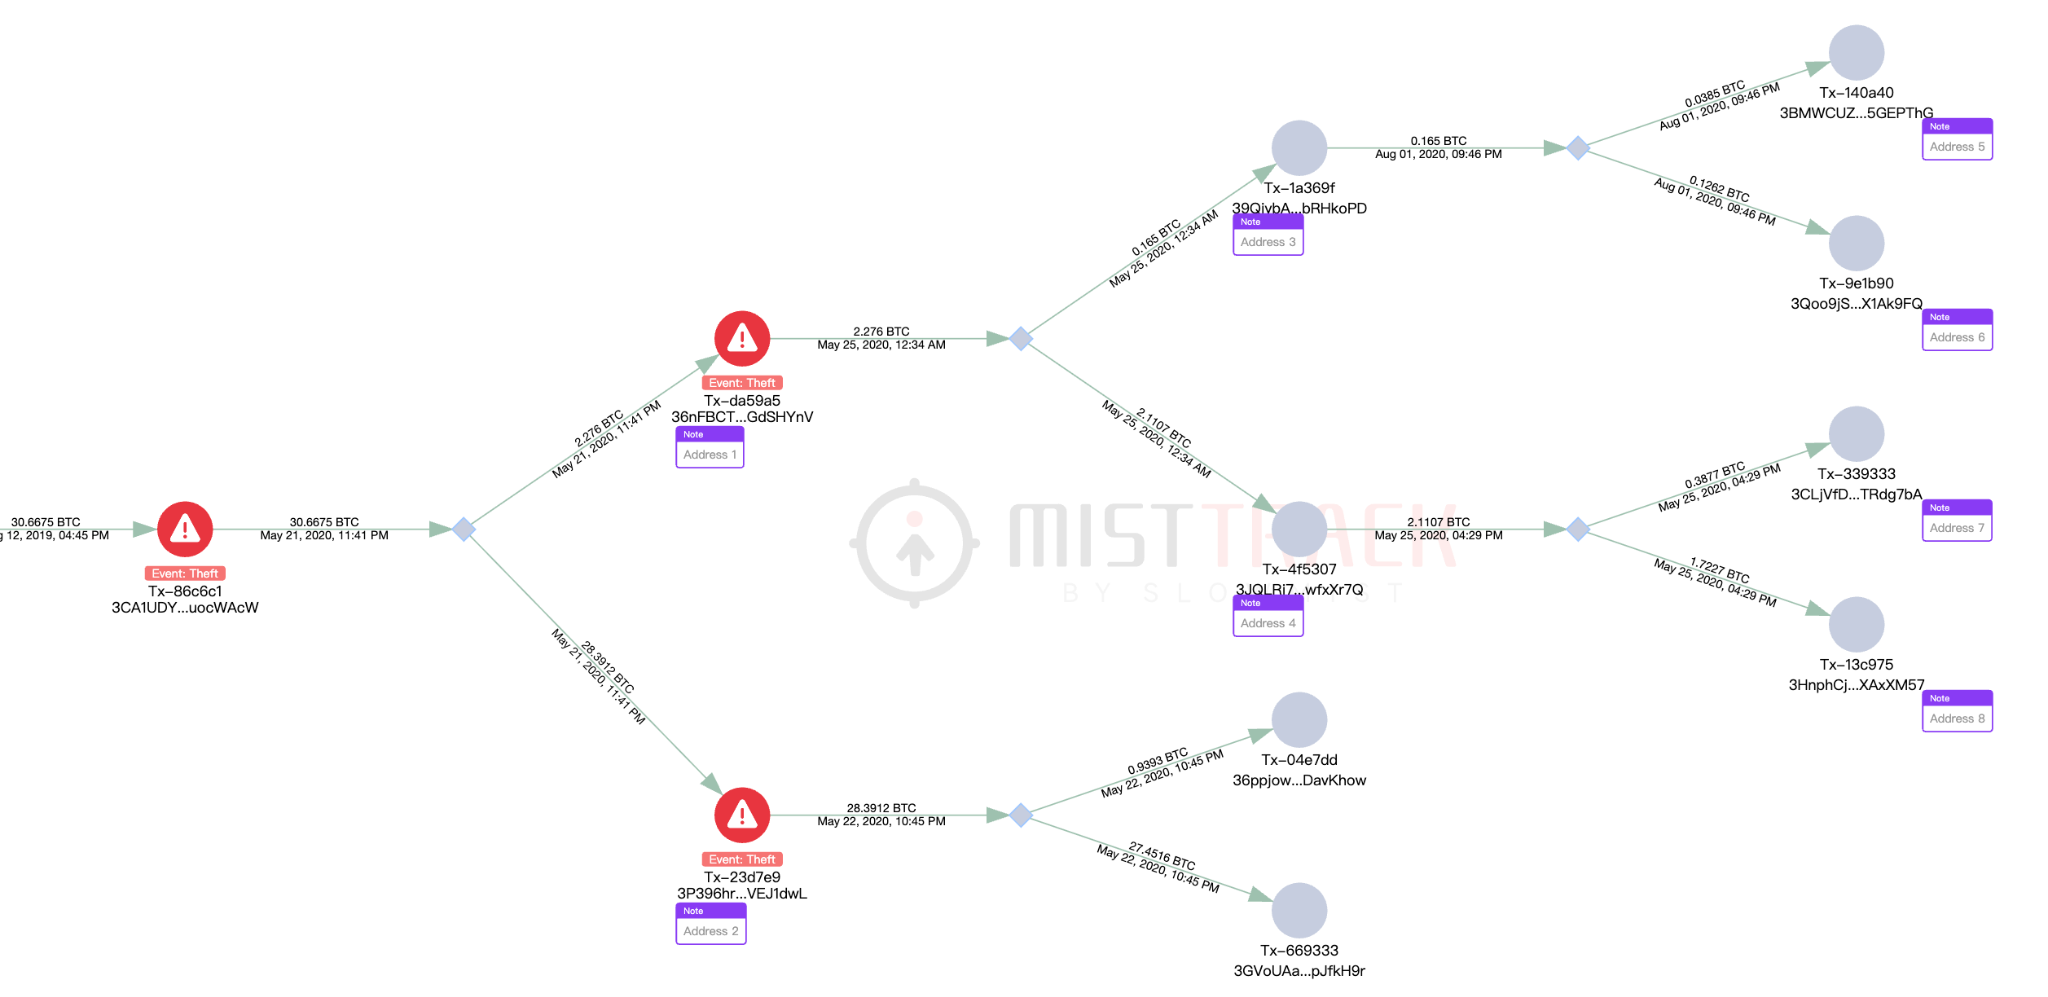 30.6675 BTC
g 12, 2019, 04:45 PM
Event: Theft
Tx-86c6c1
3CA1UDY...uocWAcW
30.6675 BTC
May 21, 2020, 11:41 PM
2.276 BTC
May 21, 2020, 11:41 PM
28.3912 BTC
May 21, 2020, 11:41 PM
Event: Theft
Tx-da59a5
36nFBCT...GdSHYnV
Note
Address 1
2.276 BTC
May 25, 2020, 12:34 AM
Event: Theft
Tx-23d7e9
3P396hr...VEJ1dwL
Note
Address 2
28.3912 BTC
May 22, 2020, 10:45 PM
0.165 BTC
May 25, 2020, 12:34 AM
2.1107 BTC
May 25, 2020, 12:34 AM
0.9393 BTC
May 22, 2020, 10:45 PM
27.4516 BTC
May 22, 2020, 10:45 PM
Tx-1a369f
39QivbA...bRHkoPD
Note
Address 3
0.165 BTC
Aug 01, 2020, 09:46 PM
MISTTRACK
Tx-4f5307
3JQLRi7...wfxXr7Q
Note
Address 4
2.1107 BTC
May 25, 2020, 04:29 PM
Tx-04e7dd
36ppjow...DavKhow
Tx-669333
3GVoUAa...pJfkH9r
0.0385 BTC
Aug 01, 2020, 09:46 PM
0.1262 BTC
Aug 01, 2020, 09:46 PM
0.3877 BTC
May 25, 2020, 04:29 PM
1.7227 BTC
May 25, 2020, 04:29 PM
Tx-140a40
3BMWCUZ...5GEPThG
Note
Address 5
Tx-9e1b90
3Qoo9jS...X1Ak9FQ
Note
Address 6
Tx-339333
3CLjVfD...TRdg7bA
Note
Address 7
Tx-13c975
3HnphCj...XAxXM57
Note
Address 8